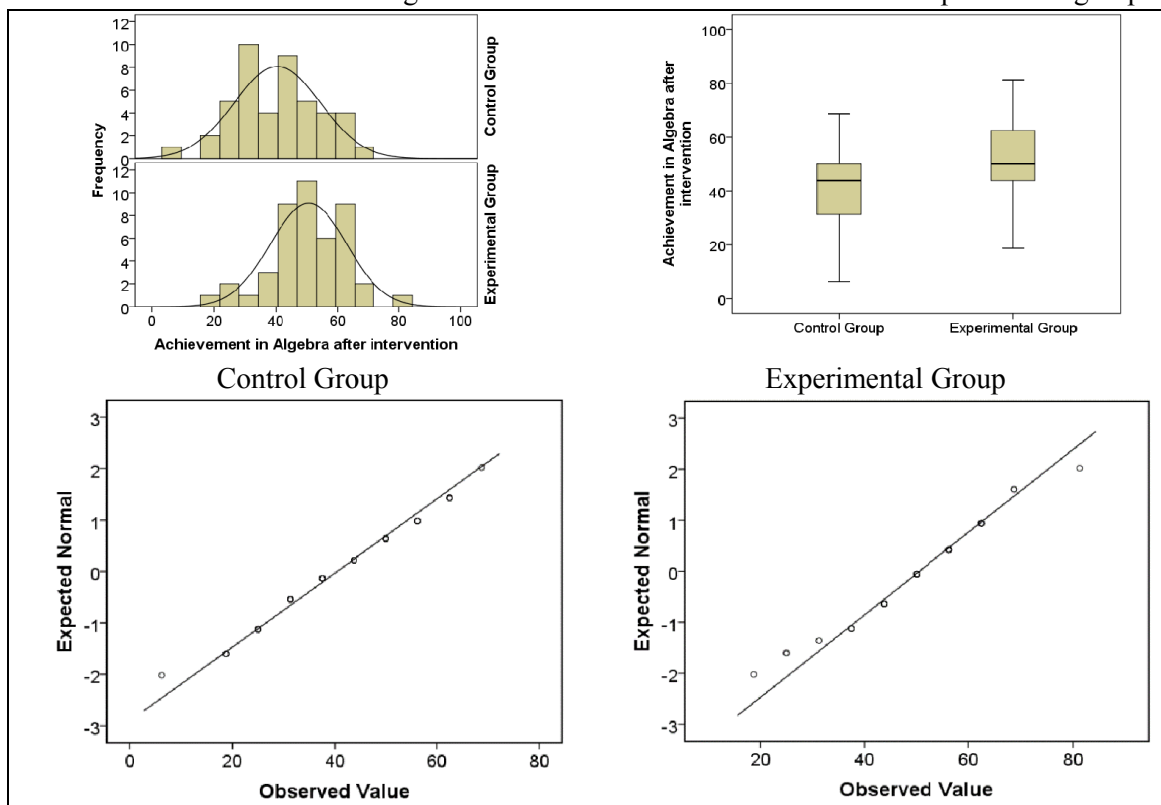 12
10
8
6
4
2
0
Control Group
Frequency
12
10
8
6
4
2
0
Experimental Group
0 20 40 60 80 100
Achievement in Algebra after intervention
100
80
60
40
20
0
Achievement in Algebra after
intervention
Control Group Experimental Group
Control Group
3
2
1
0
-1
-2
-3
Expected Normal
0 20 40 60 80
Observed Value
Experimental Group
3
2
1
0
-1
-2
-3
Expected Normal
20 40 60 80
Observed Value